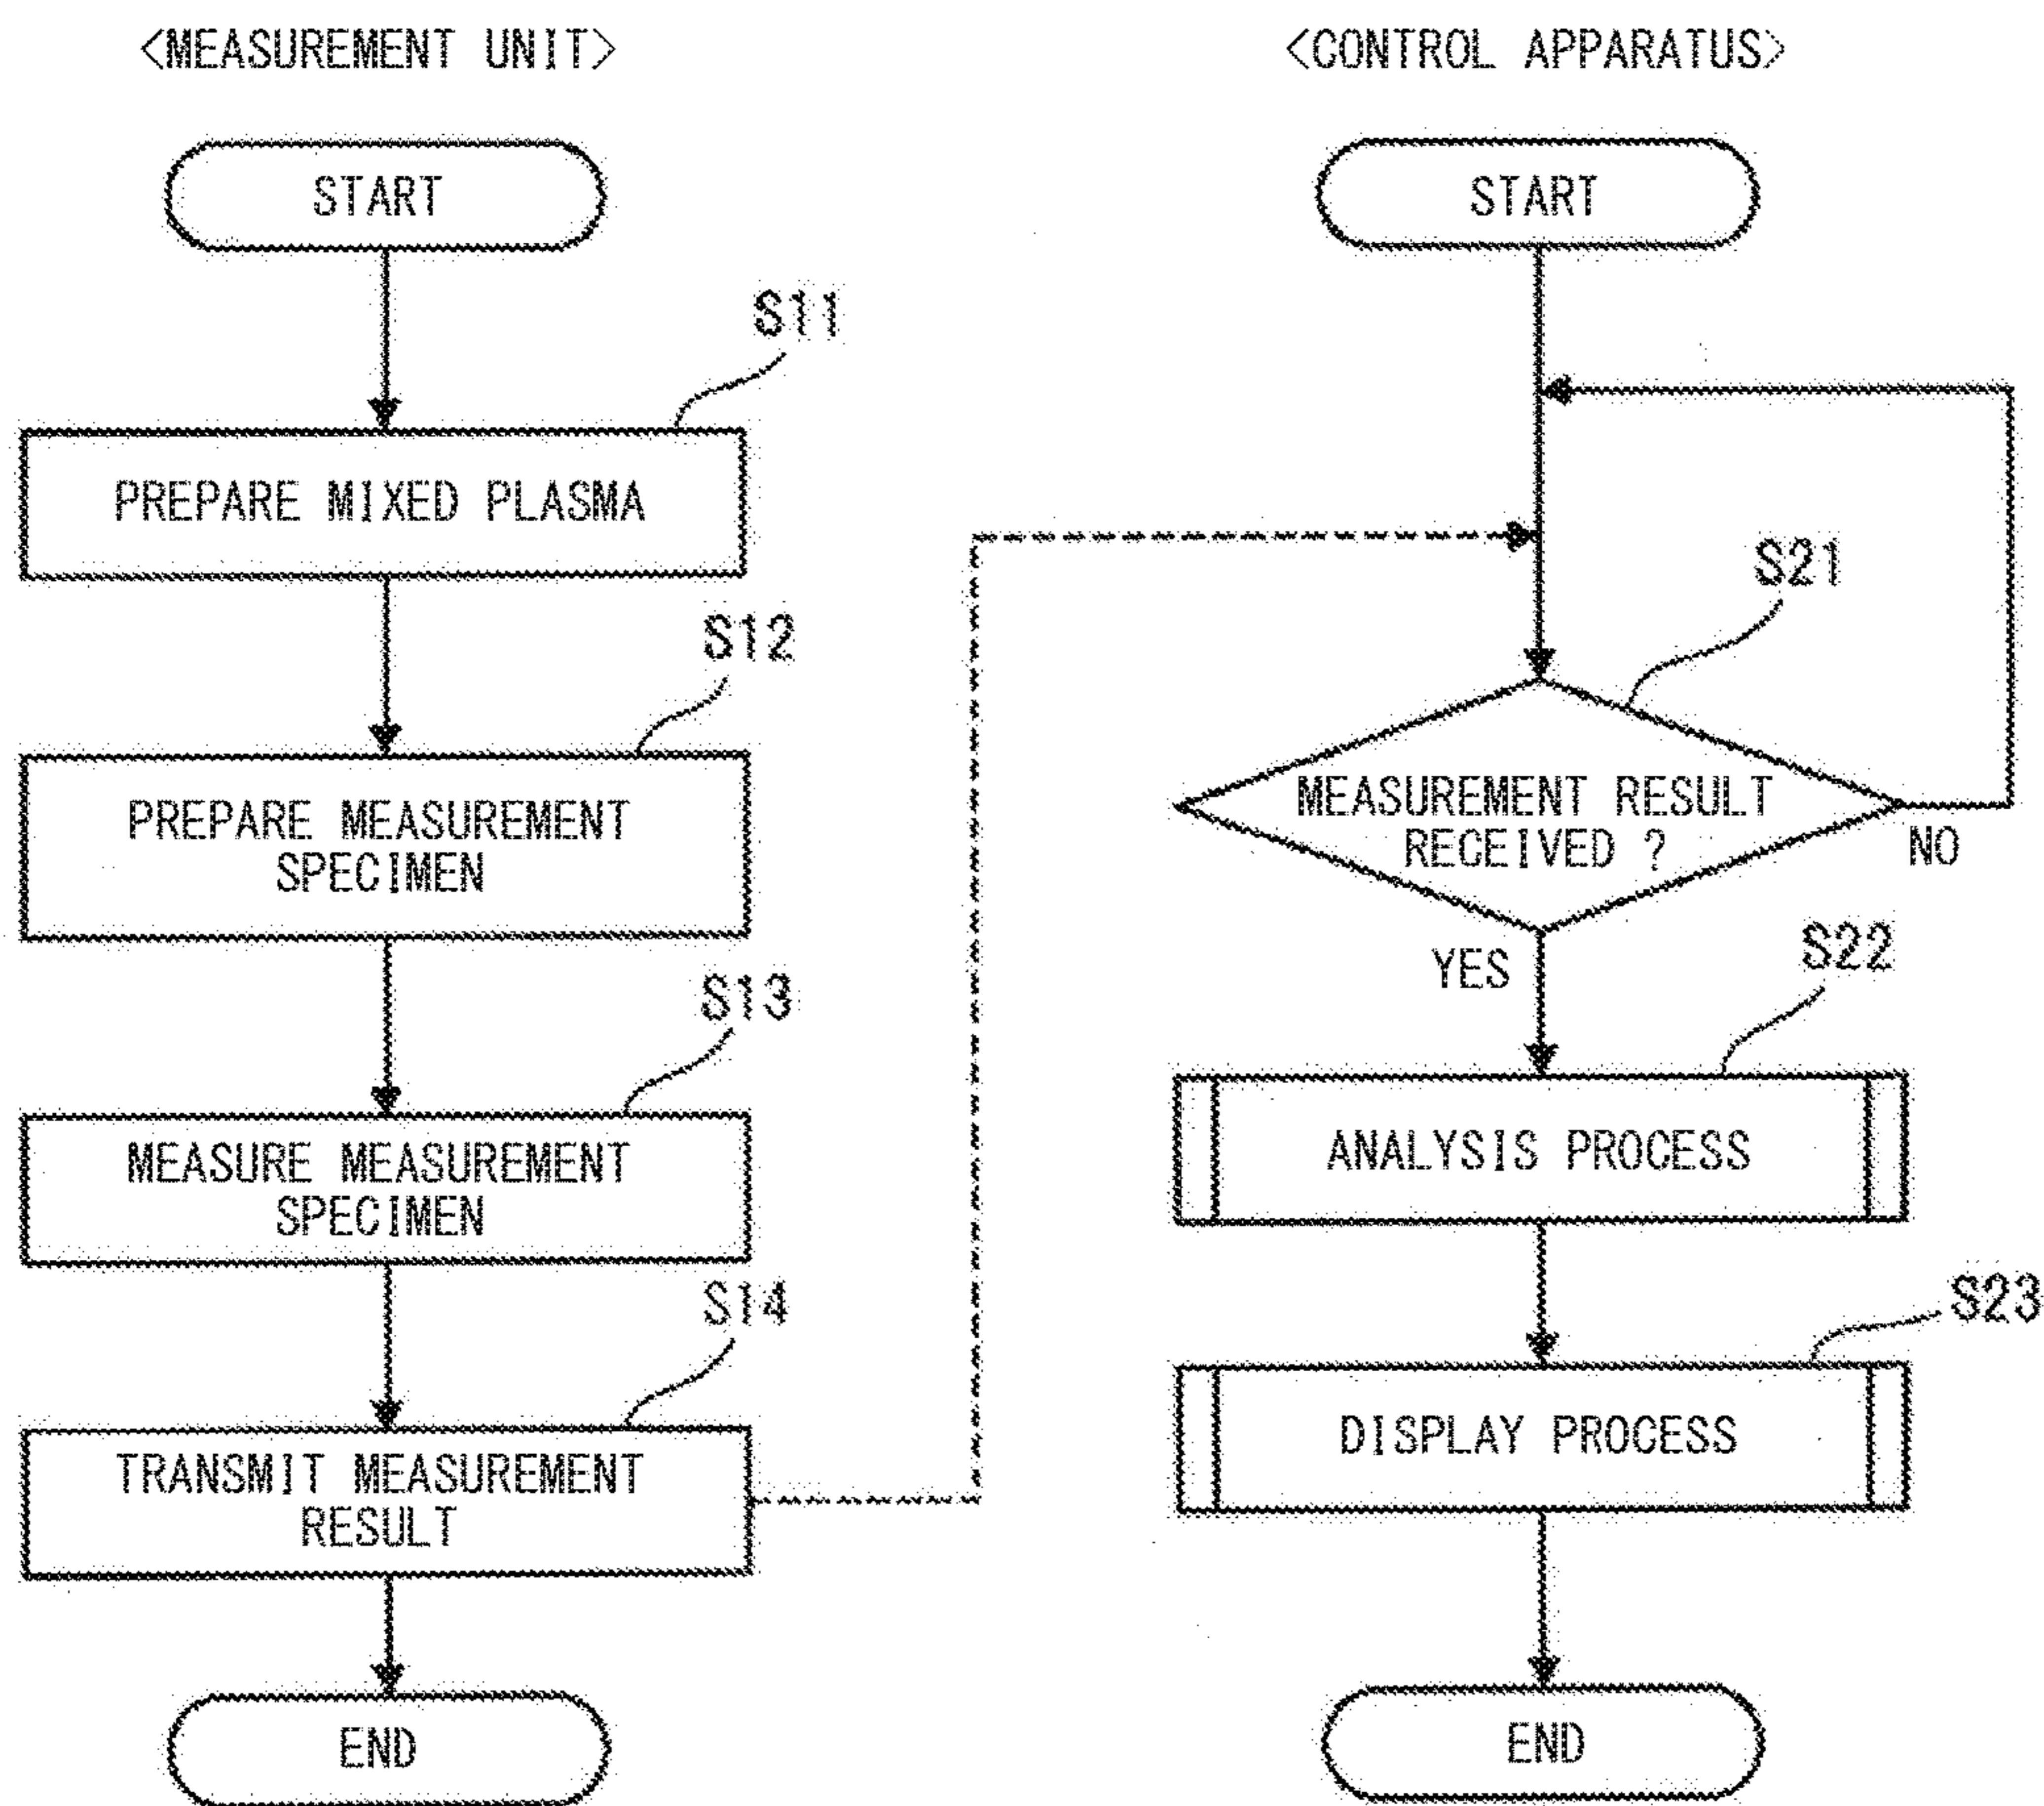 <MEASUREMENT UNIT>
START
S11
PREPARE MIXED PLASMA
S12
PREPARE MEASUREMENT
SPECIMEN
S13
MEASURE MEASUREMENT
SPECIMEN
S14
TRANSMIT MEASUREMENT
RESULT
END
<CONTROL APPARATUS>
START
S21
MEASUREMENT RESULT
RECEIVED ?
NO
YES
S22
ANALYSIS PROCESS
S23
DISPLAY PROCESS
END